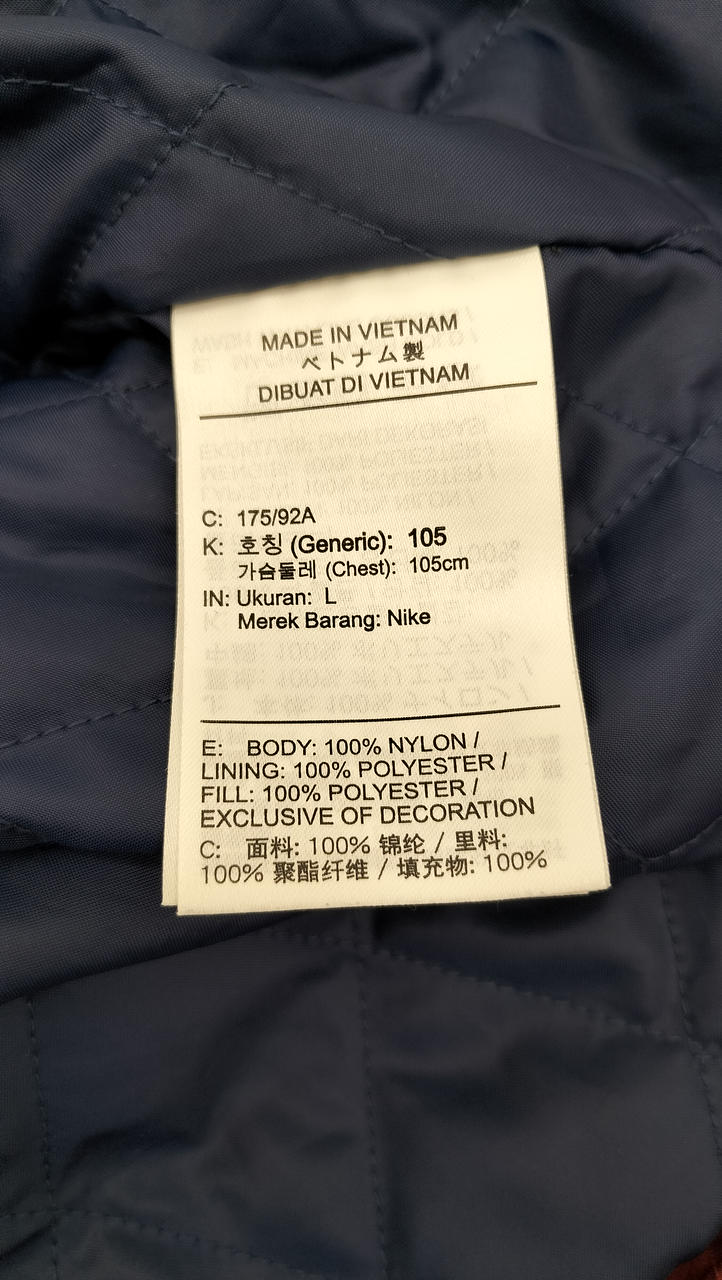 MADE IN VIETNAM
ベトナム製
DIBUAT DI VIETNAM
C: 175/92A
K: 호칭 (Generic): 105
가슴둘레 (Chest): 105cm
IN: Ukuran: L
Merek Barang: Nike
E: BODY: 100% NYLON /
LINING: 100% POLYESTER /
FILL: 100% POLYESTER /
EXCLUSIVE OF DECORATION
C: 面料: 100% 锦纶 / 里料:
100% 聚酯纤维 / 填充物: 100%